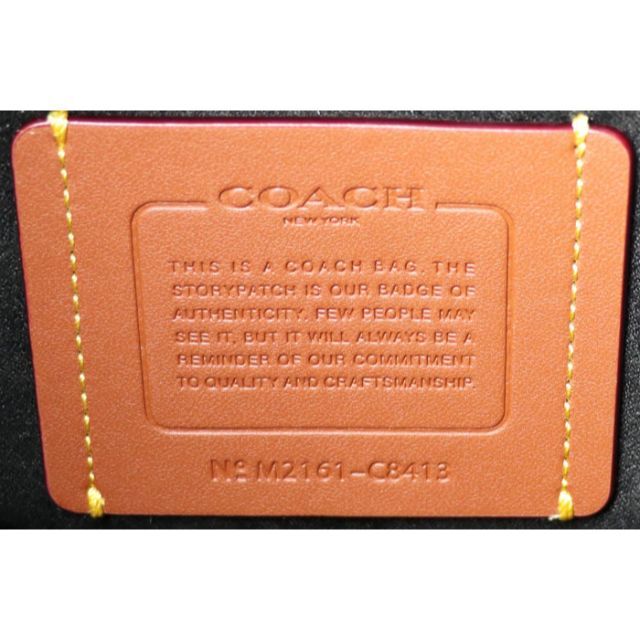 COACH
NEW YORK
THIS IS A COACH BAG. THE
STORYPATCH IS OUR BADGE OF
AUTHENTICITY. FEW PEOPLE MAY
SEE IT, BUT IT WILL ALWAYS BE A
REMINDER OF OUR COMMITMENT
TO QUALITY AND CRAFTSMANSHIP.
Nº M2161-C8413